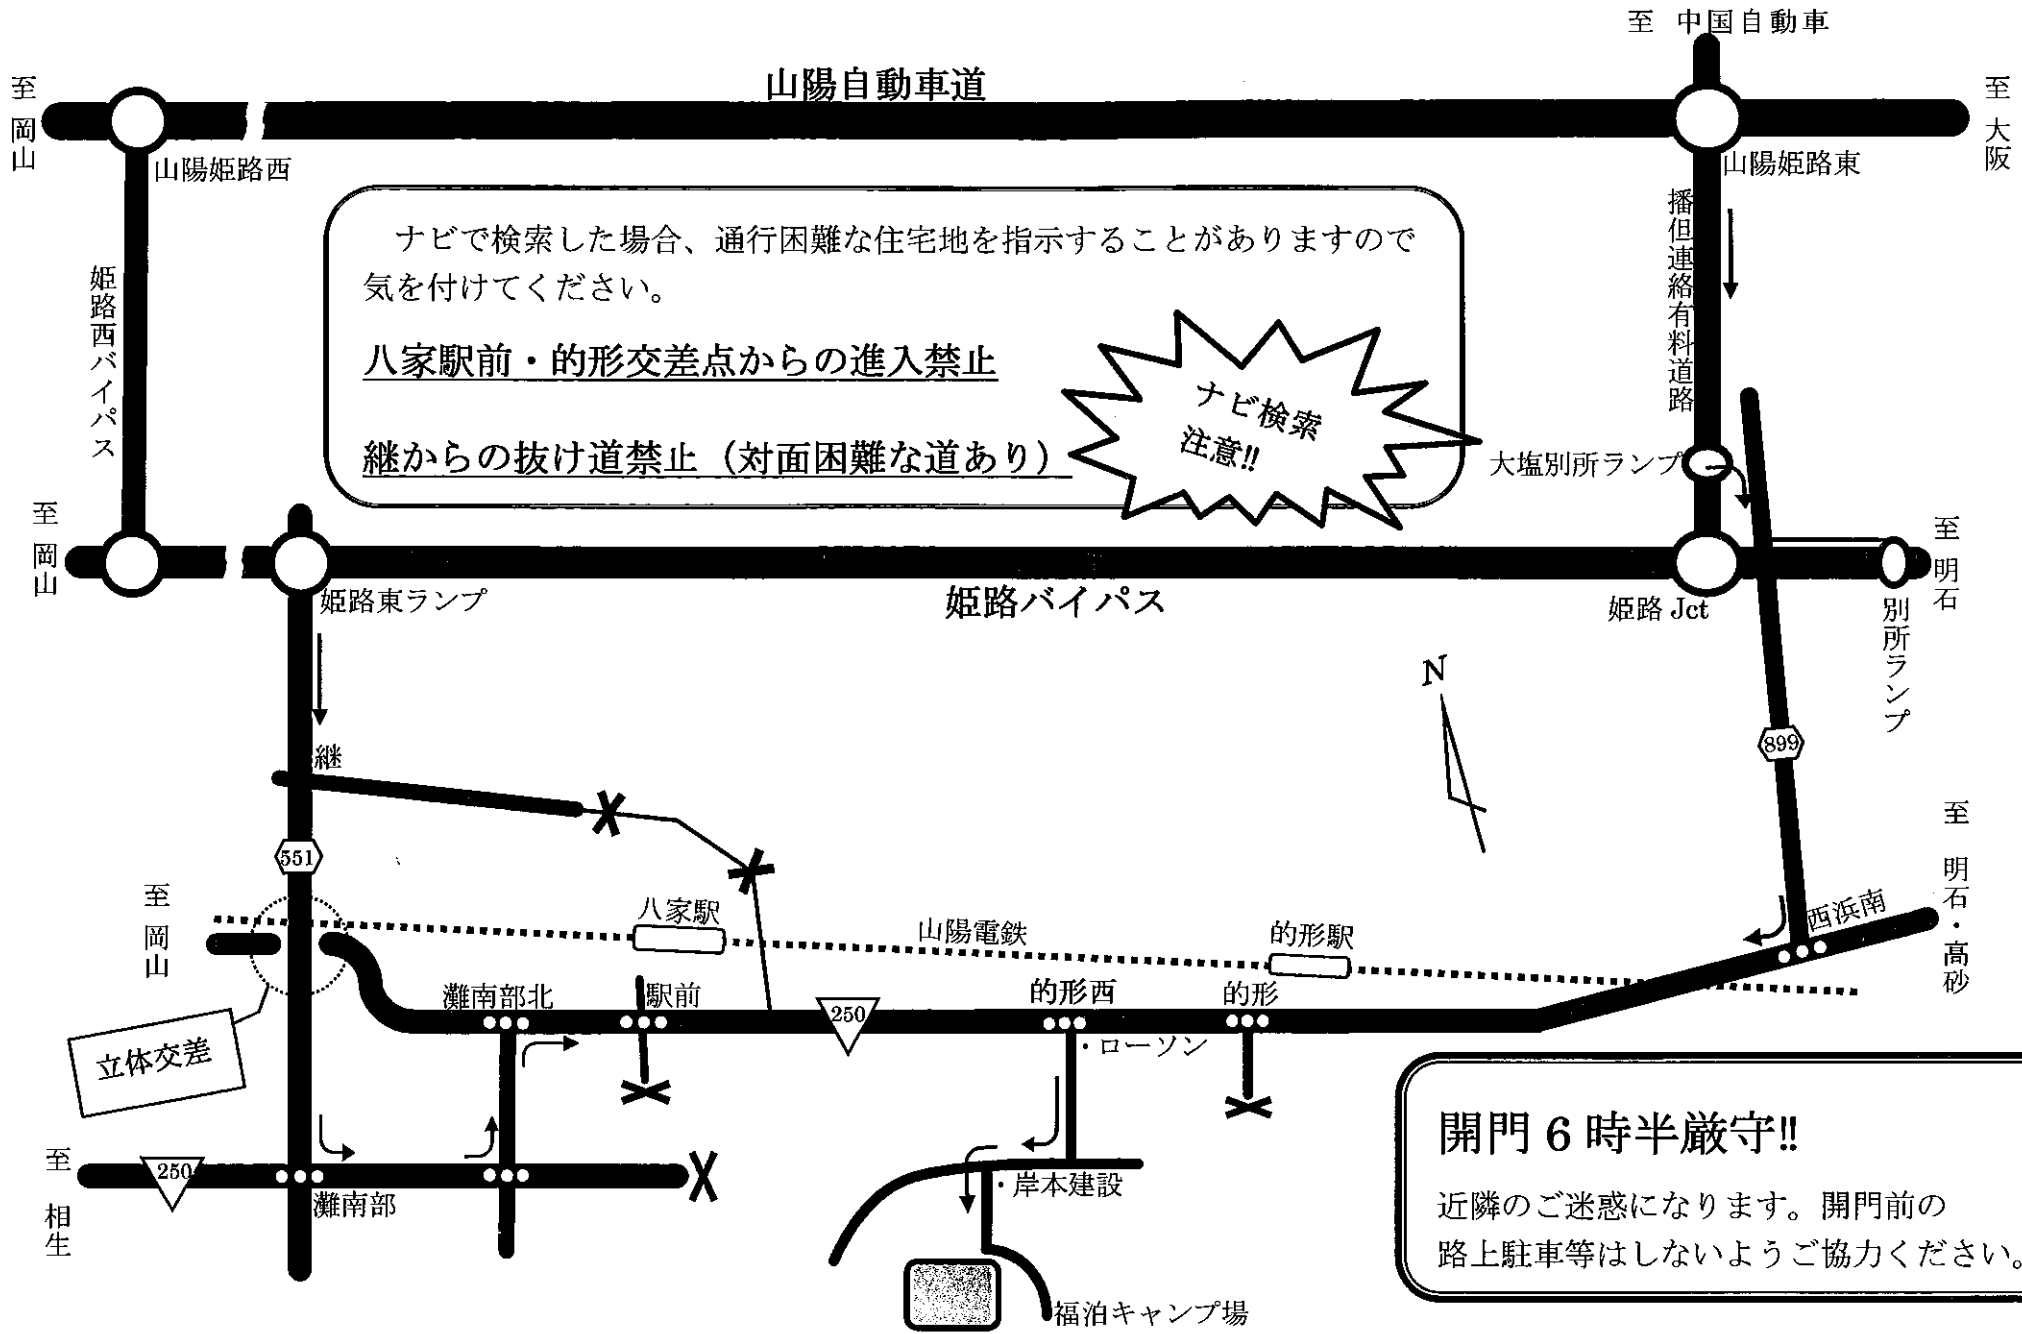 至 中国自動車
山陽自動車道
至 岡山
至 大阪
山陽姫路西
山陽姫路東
播但連絡有料道路
姫路西バイパス
ナビで検索した場合、通行困難な住宅地を指示することがありますので
気を付けてください。
八家駅前・的形交差点からの進入禁止
継からの抜け道禁止（対面困難な道あり）
ナビ検索
注意!!
大塩別所ランプ
至 岡山
至 明石
姫路東ランプ
姫路バイパス
姫路 Jct
別所ランプ
N
継
899
551
至 明石・高砂
至 岡山
八家駅
山陽電鉄
的形駅
西浜南
灘南部北
駅前
250
的形西
的形
・ローソン
立体交差
至 相生
250
灘南部
・岸本建設
福泊キャンプ場
開門 6 時半厳守!!
近隣のご迷惑になります。開門前の
路上駐車等はしないようご協力ください。